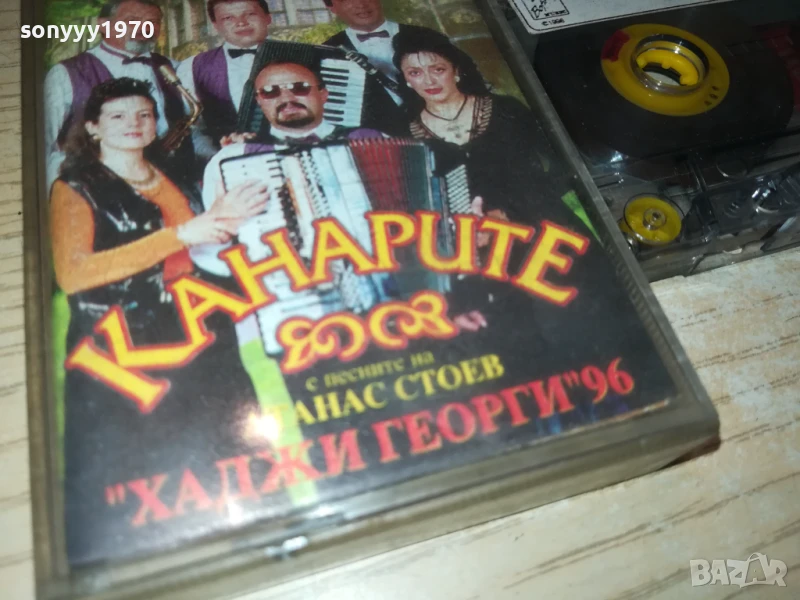 sonyyy1970
КАНАРИТЕ
с песните на
ТАНАС СТОЕВ
"ХАДЖИ ГЕОРГИ"96
BAZAR